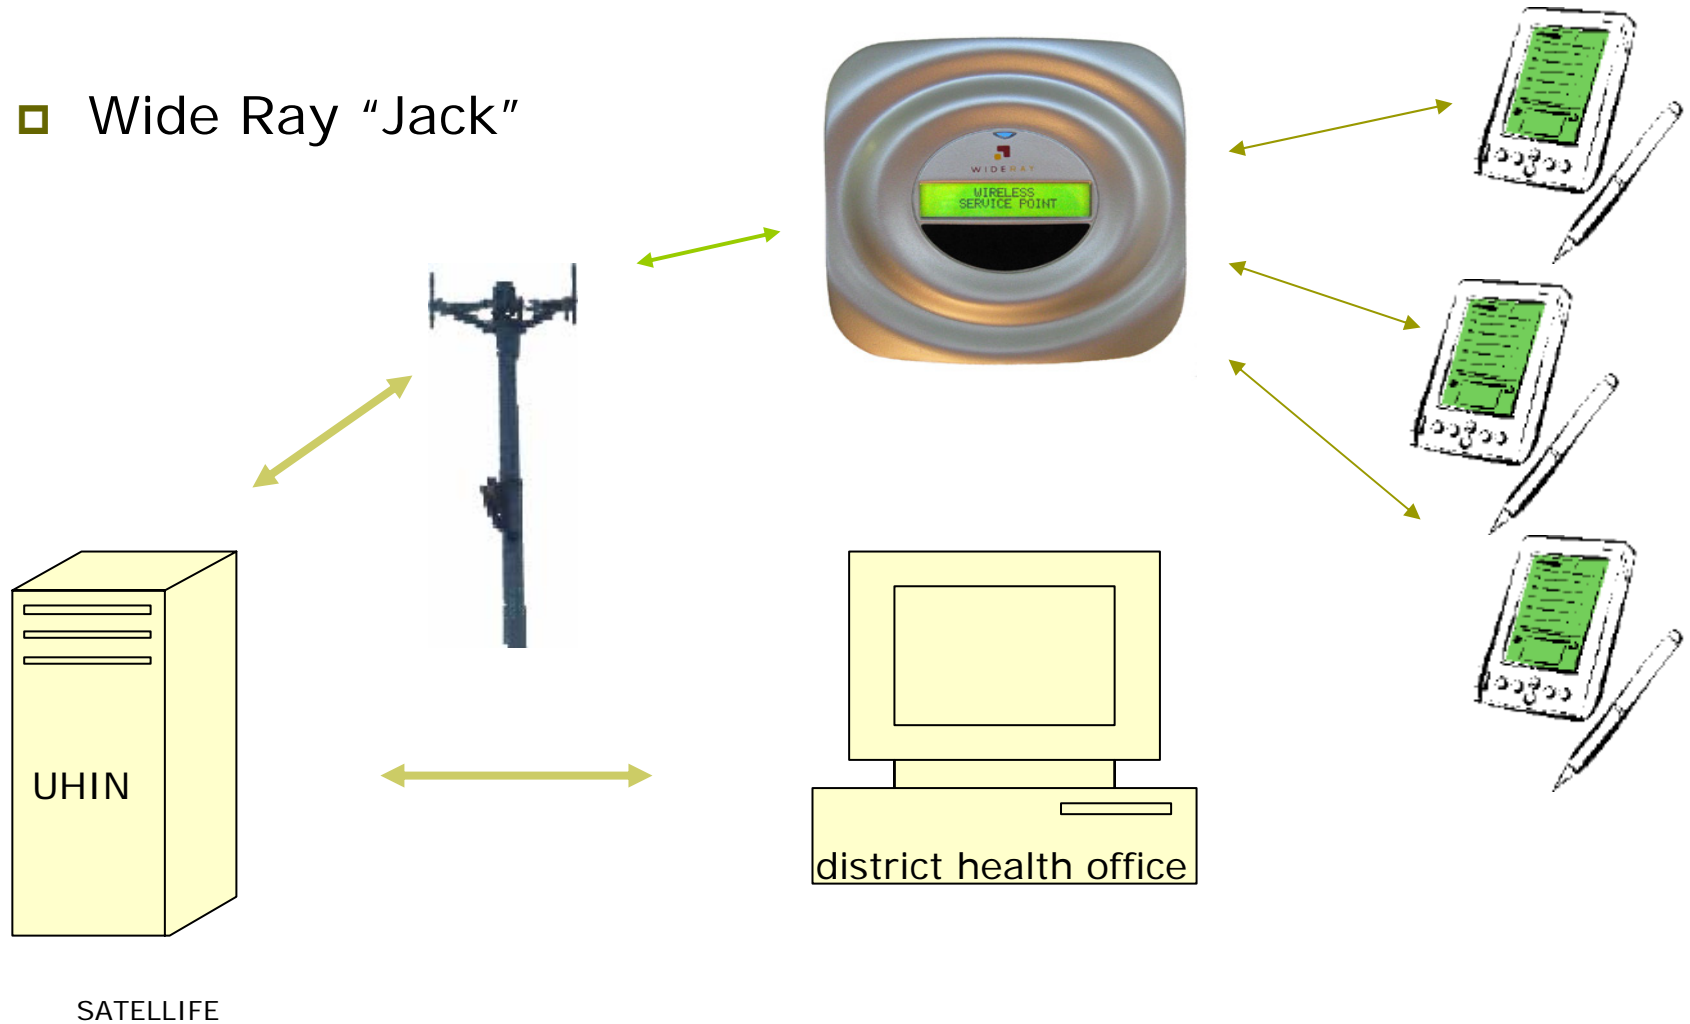 Wide Ray “Jack”
WIDERAY
WIRELESS
SERVICE POINT
UHIN
district health office
SATELLIFE